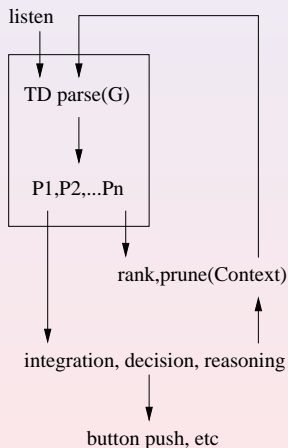 listen
TD parse(G)
P1,P2,...Pn
rank,prune(Context)
integration, decision, reasoning
button push, etc